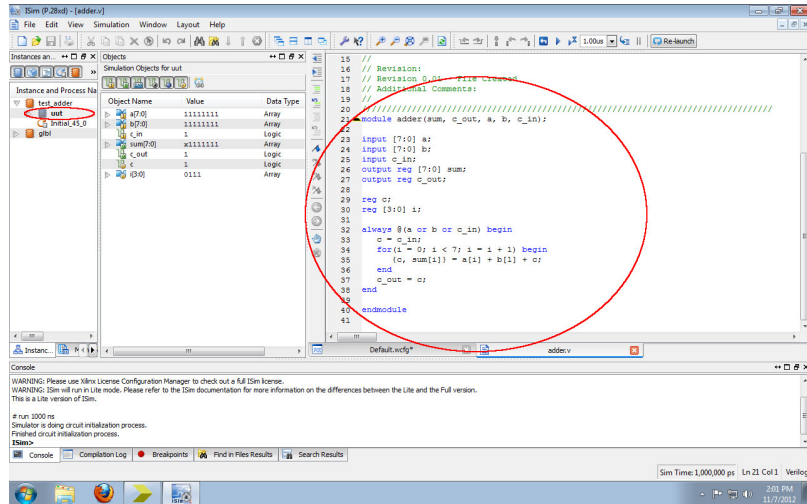 ISim (P.28xd) - [adder.v]
File Edit View Simulation Window Layout Help
1.00us Re-launch
Instances an...
Objects
Simulation Objects for uut
Instance and Process Na
test_adder
uut
Initial_45_0
glbl
Object Name Value Data Type
a[7:0] 11111111 Array
b[7:0] 11111111 Array
c_in 1 Logic
sum[7:0] x1111111 Array
c_out 1 Logic
c 1 Logic
i[3:0] 0111 Array
15 //
16 // Revision:
17 // Revision 0.01 - File Created
18 // Additional Comments:
19 //
20 //////////////////////////////////////////////////////////////////////////////////
21 module adder(sum, c_out, a, b, c_in);
22
23 input [7:0] a;
24 input [7:0] b;
25 input c_in;
26 output reg [7:0] sum;
27 output reg c_out;
28
29 reg c;
30 reg [3:0] i;
31
32 always @(a or b or c_in) begin
33 c = c_in;
34 for(i = 0; i < 7; i = i + 1) begin
35 {c, sum[i]} = a[i] + b[i] + c;
36 end
37 c_out = c;
38 end
39
40 endmodule
41
Instanc...
Default.wcfg*
adder.v
Console
WARNING: Please use Xilinx License Configuration Manager to check out a full ISim license.
WARNING: ISim will run in Lite mode. Please refer to the ISim documentation for more information on the differences between the Lite and the Full version.
This is a Lite version of ISim.
# run 1000 ns
Simulator is doing circuit initialization process.
Finished circuit initialization process.
ISim>
Console Compilation Log Breakpoints Find in Files Results Search Results
Sim Time: 1,000,000 ps Ln 21 Col 1 Verilog
2:01 PM
11/7/2012